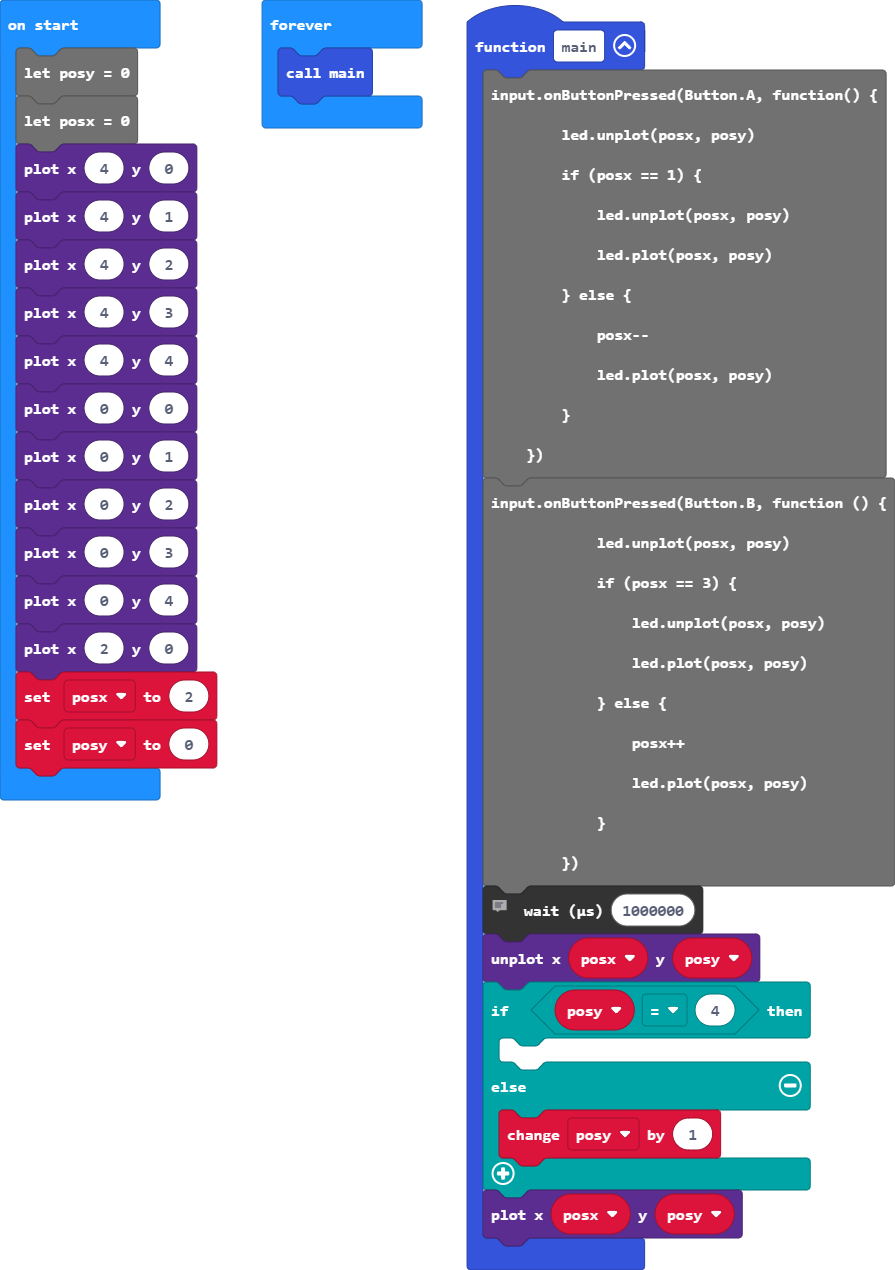 on start
let posy = 0
let posx = 0
plot x 4 y 0
plot x 4 y 1
plot x 4 y 2
plot x 4 y 3
plot x 4 y 4
plot x 0 y 0
plot x 0 y 1
plot x 0 y 2
plot x 0 y 3
plot x 0 y 4
plot x 2 y 0
set posx to 2
set posy to 0
forever
call main
function main
input.onButtonPressed(Button.A, function() {
led.unplot(posx, posy)
if (posx == 1) {
led.unplot(posx, posy)
led.plot(posx, posy)
} else {
posx--
led.plot(posx, posy)
}
})
input.onButtonPressed(Button.B, function () {
led.unplot(posx, posy)
if (posx == 3) {
led.unplot(posx, posy)
led.plot(posx, posy)
} else {
posx++
led.plot(posx, posy)
}
})
wait (µs) 1000000
unplot x posx y posy
if posy = 4 then
else
change posy by 1
plot x posx y posy